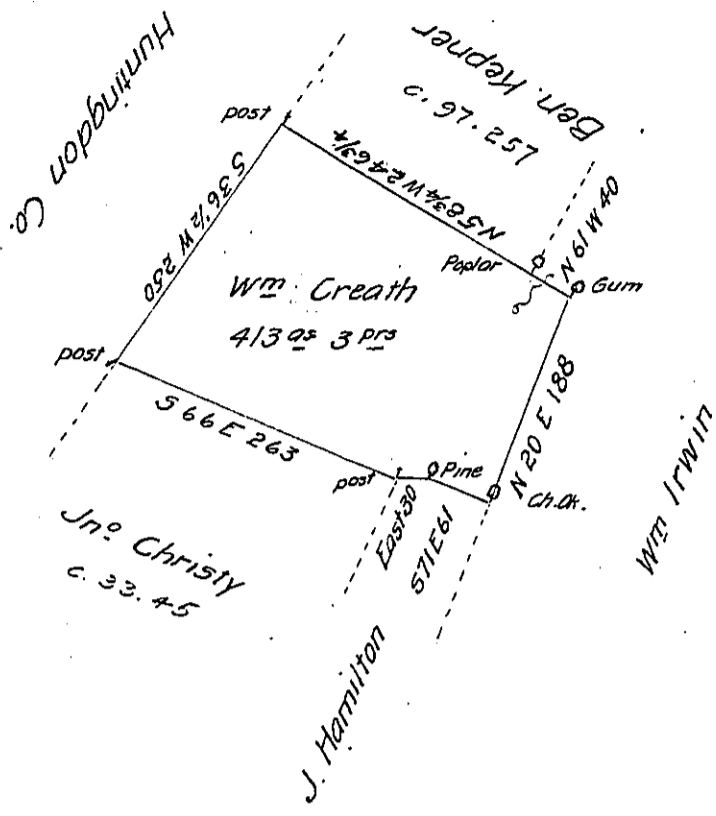 Huntingdon Co.
Ben. Kepner
c. 97. 257
post
S 36½ W 250
N 58¾ W 246¾
Poplar
N 61 W 40
Gum
Wm Creath
413 as 3 prs
post
S 66 E 263
N 20 E 188
post
Pine
Ch. Ok.
East 30
S 71 E 61
Wm Irwin
Jno Christy
c. 33. 45
J. Hamilton